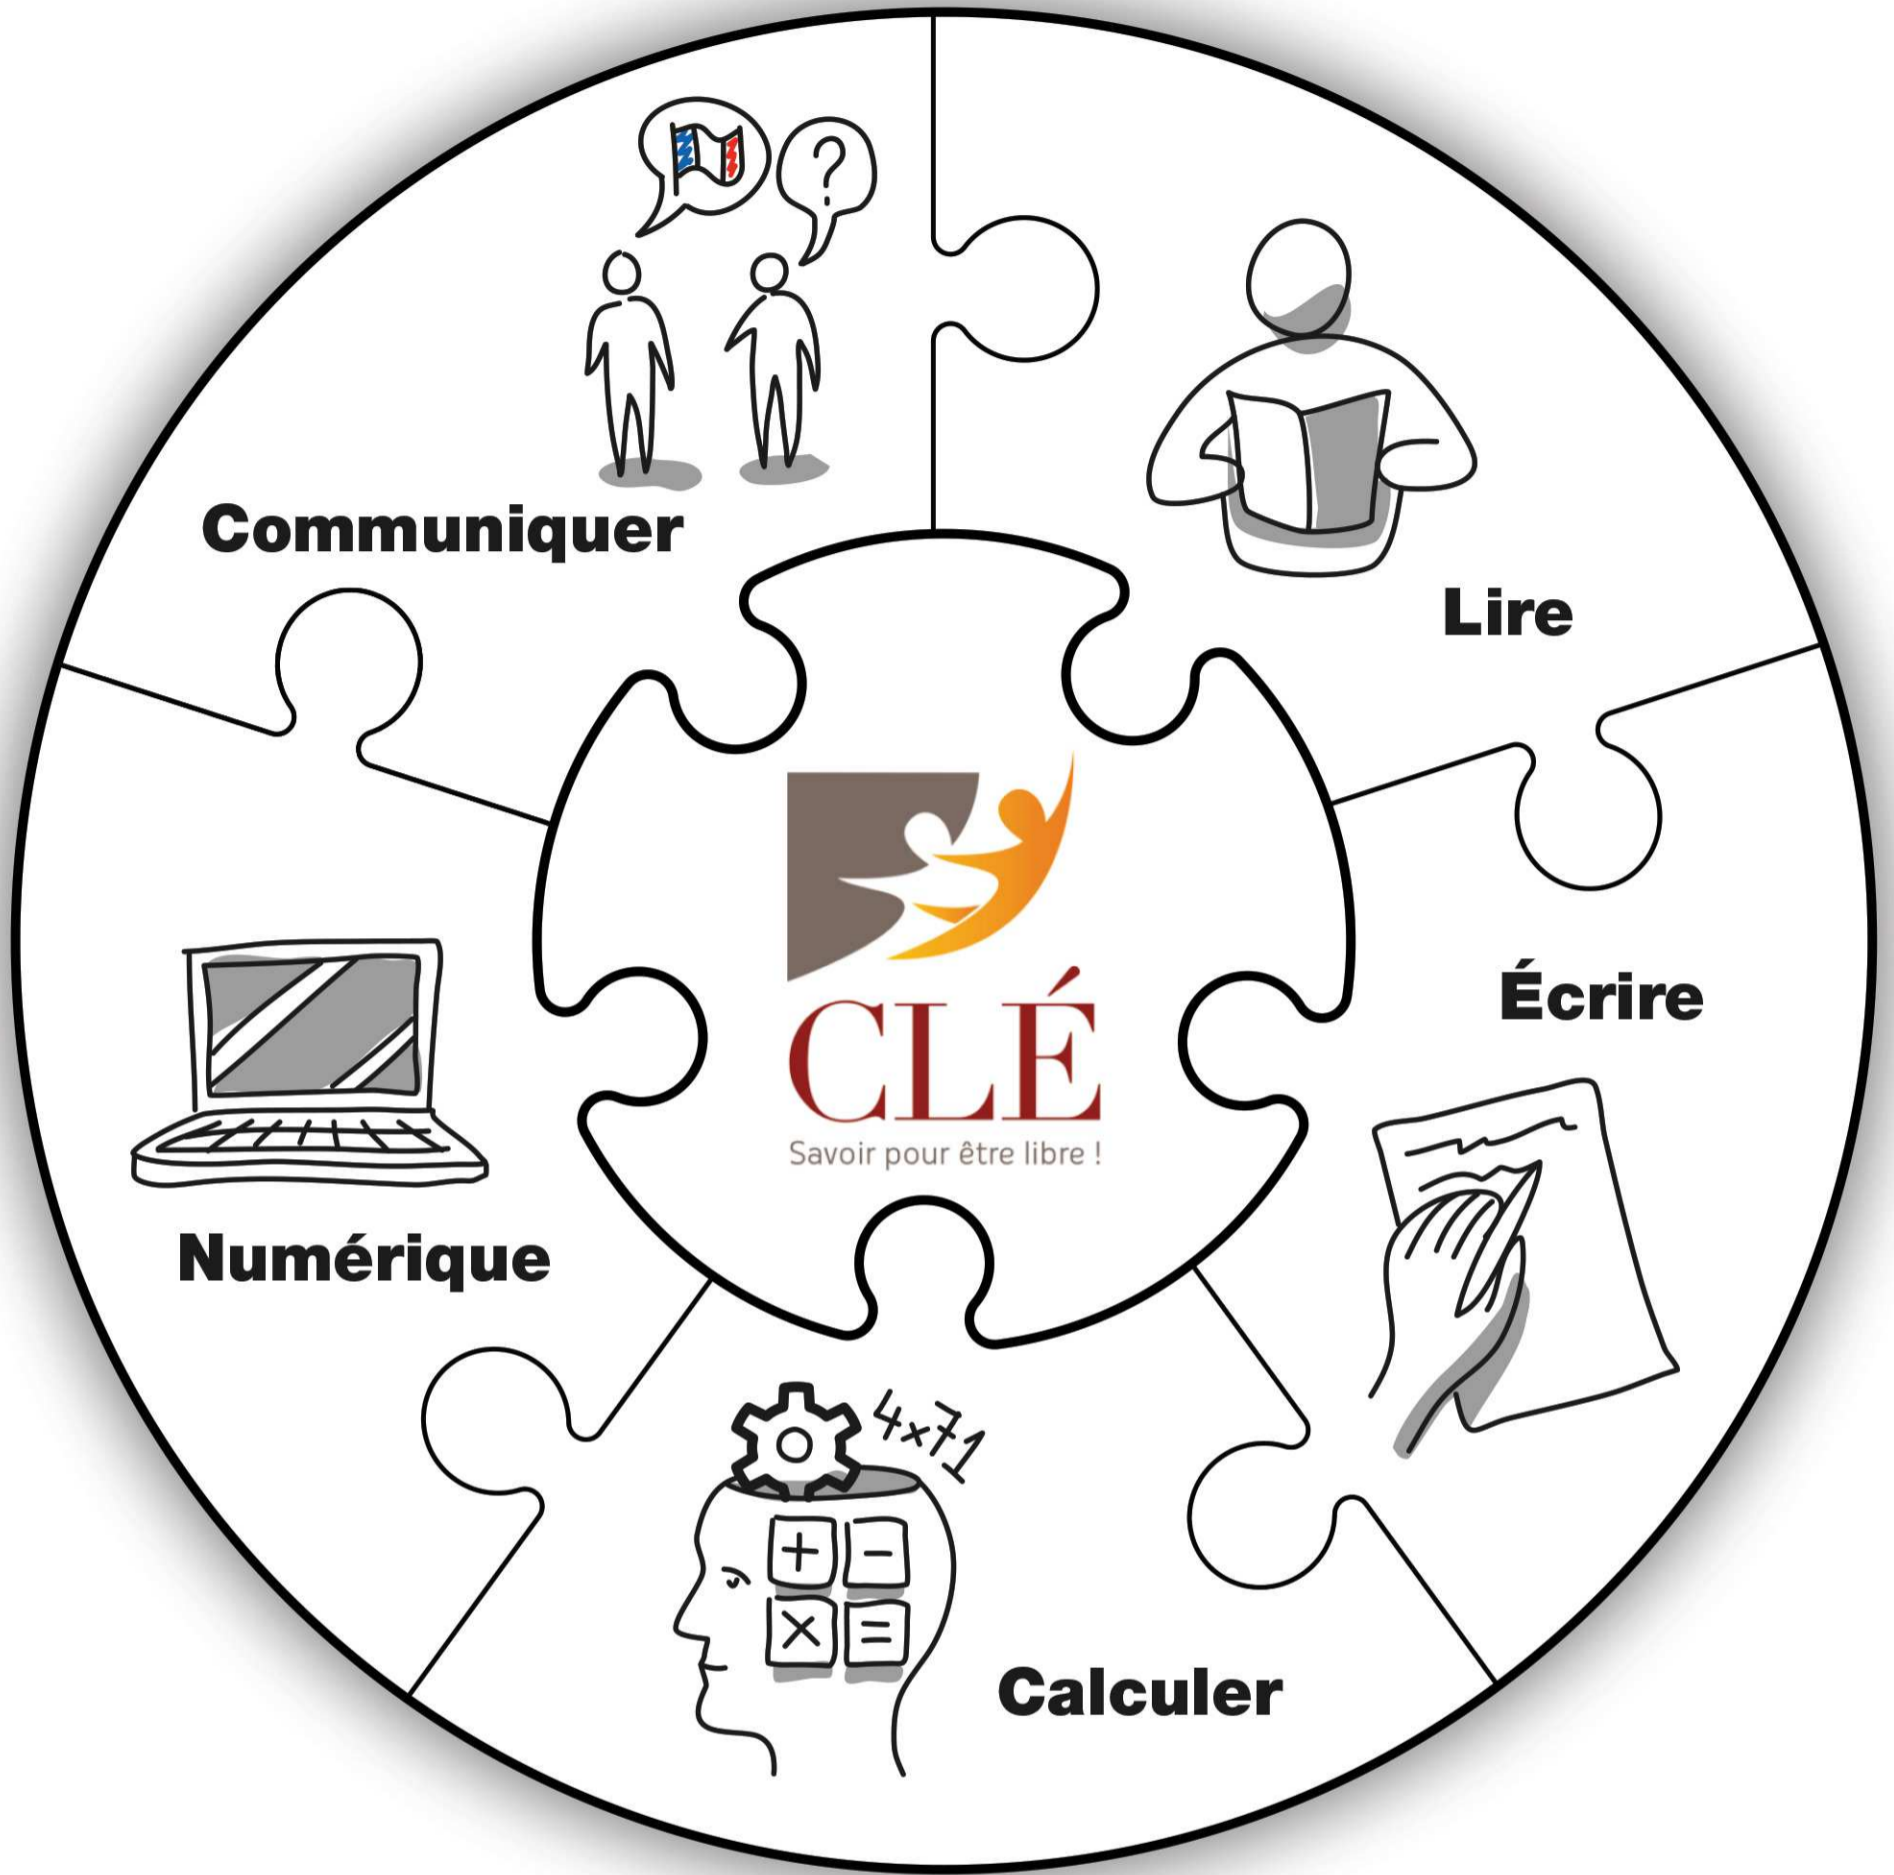 ?
Communiquer
Lire
CLÉ
Savoir pour être libre !
Écrire
Numérique
4x71
+ −
× =
Calculer